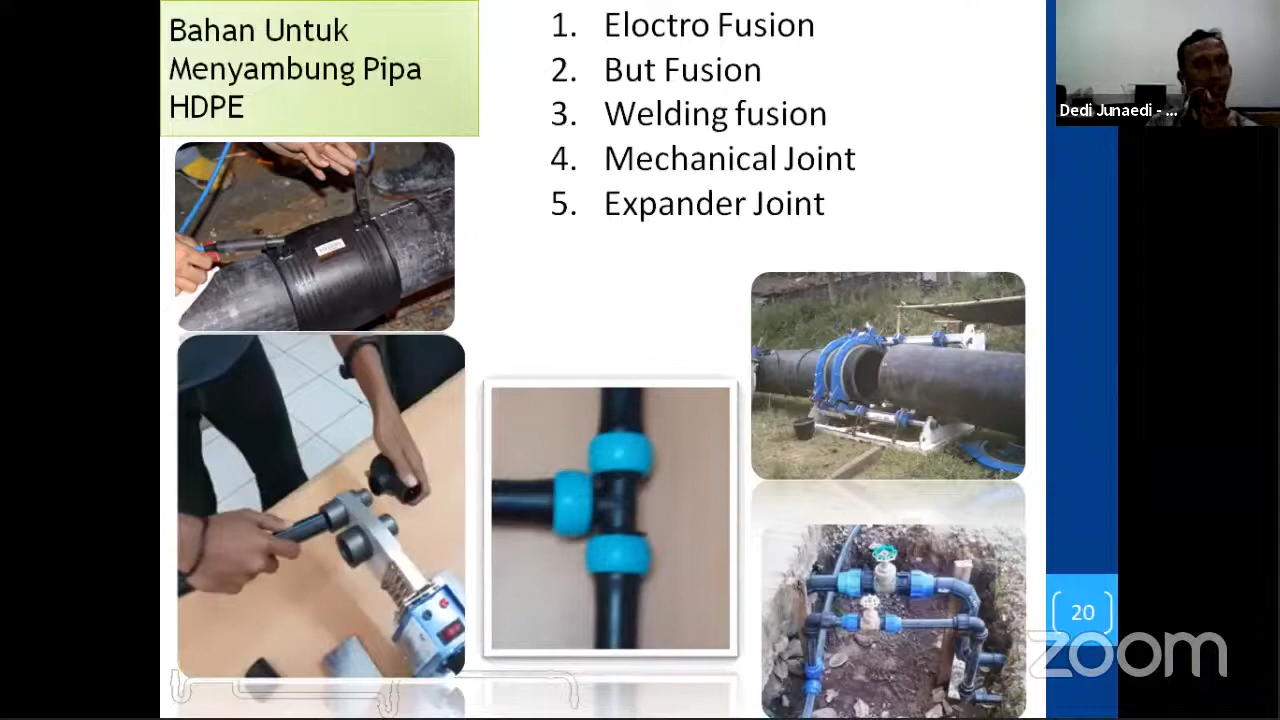 Bahan Untuk
Menyambung Pipa
HDPE
1. Eloctro Fusion
2. But Fusion
3. Welding fusion
4. Mechanical Joint
5. Expander Joint
Dedi Junaedi - ...
20
zoom